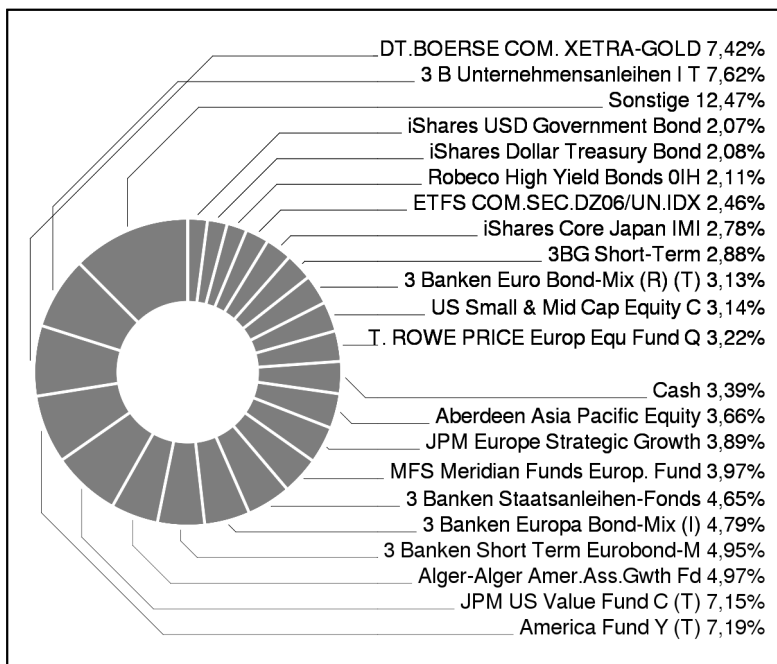 DT.BOERSE COM. XETRA-GOLD 7,42%
3 B Unternehmensanleihen I T 7,62%
Sonstige 12,47%
iShares USD Government Bond 2,07%
iShares Dollar Treasury Bond 2,08%
Robeco High Yield Bonds 0IH 2,11%
ETFS COM.SEC.DZ06/UN.IDX 2,46%
iShares Core Japan IMI 2,78%
3BG Short-Term 2,88%
3 Banken Euro Bond-Mix (R) (T) 3,13%
US Small & Mid Cap Equity C 3,14%
T. ROWE PRICE Europ Equ Fund Q 3,22%
Cash 3,39%
Aberdeen Asia Pacific Equity 3,66%
JPM Europe Strategic Growth 3,89%
MFS Meridian Funds Europ. Fund 3,97%
3 Banken Staatsanleihen-Fonds 4,65%
3 Banken Europa Bond-Mix (I) 4,79%
3 Banken Short Term Eurobond-M 4,95%
Alger-Alger Amer.Ass.Gwth Fd 4,97%
JPM US Value Fund C (T) 7,15%
America Fund Y (T) 7,19%